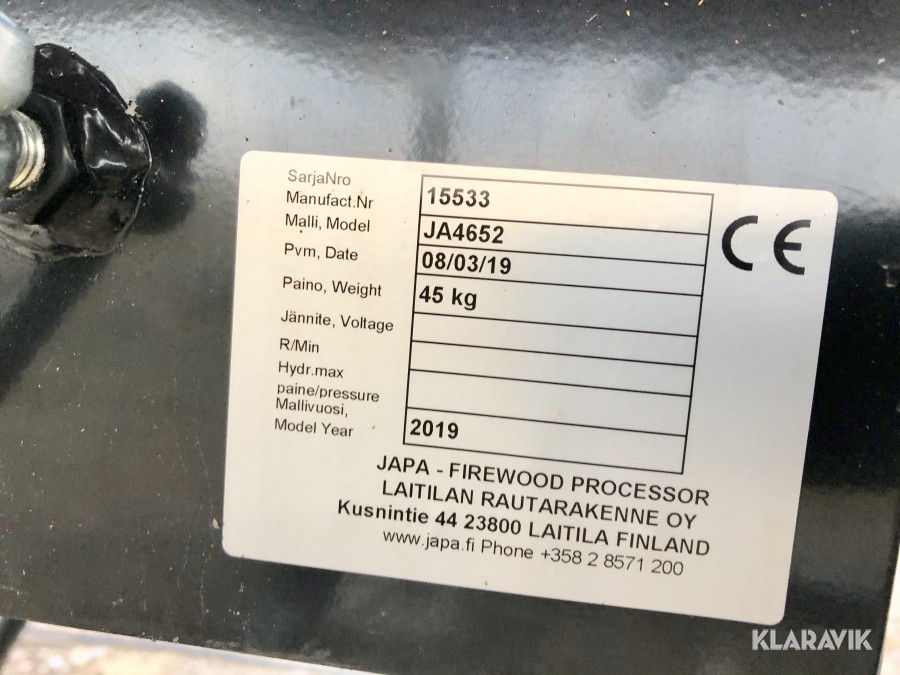 SarjaNro
Manufact.Nr 15533
Malli, Model JA4652
Pvm, Date 08/03/19
Paino, Weight 45 kg
Jännite, Voltage
R/Min
Hydr.max
paine/pressure
Mallivuosi,
Model Year 2019
CE
JAPA - FIREWOOD PROCESSOR
LAITILAN RAUTARAKENNE OY
Kusnintie 44 23800 LAITILA FINLAND
www.japa.fi Phone +358 2 8571 200
KLARAVIK